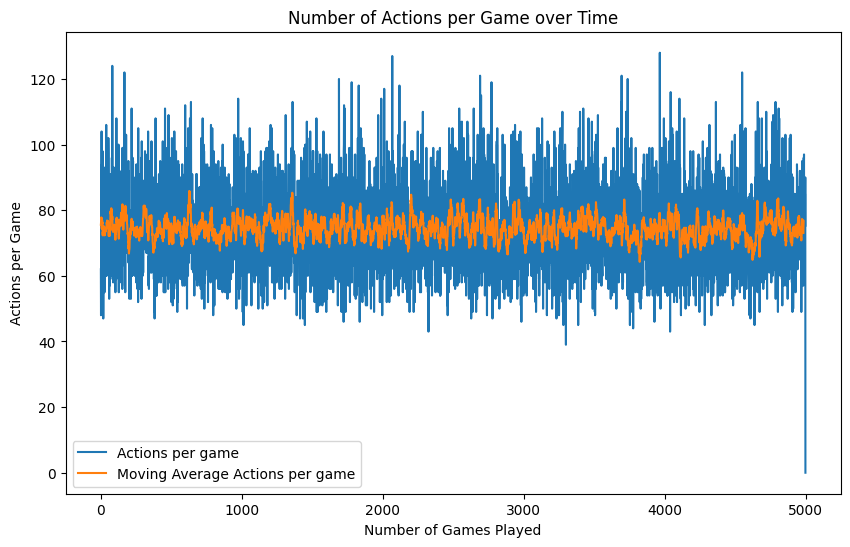 Number of Actions per Game over Time
Actions per Game
120
100
80
60
40
20
0
Actions per game
Moving Average Actions per game
0 1000 2000 3000 4000 5000
Number of Games Played